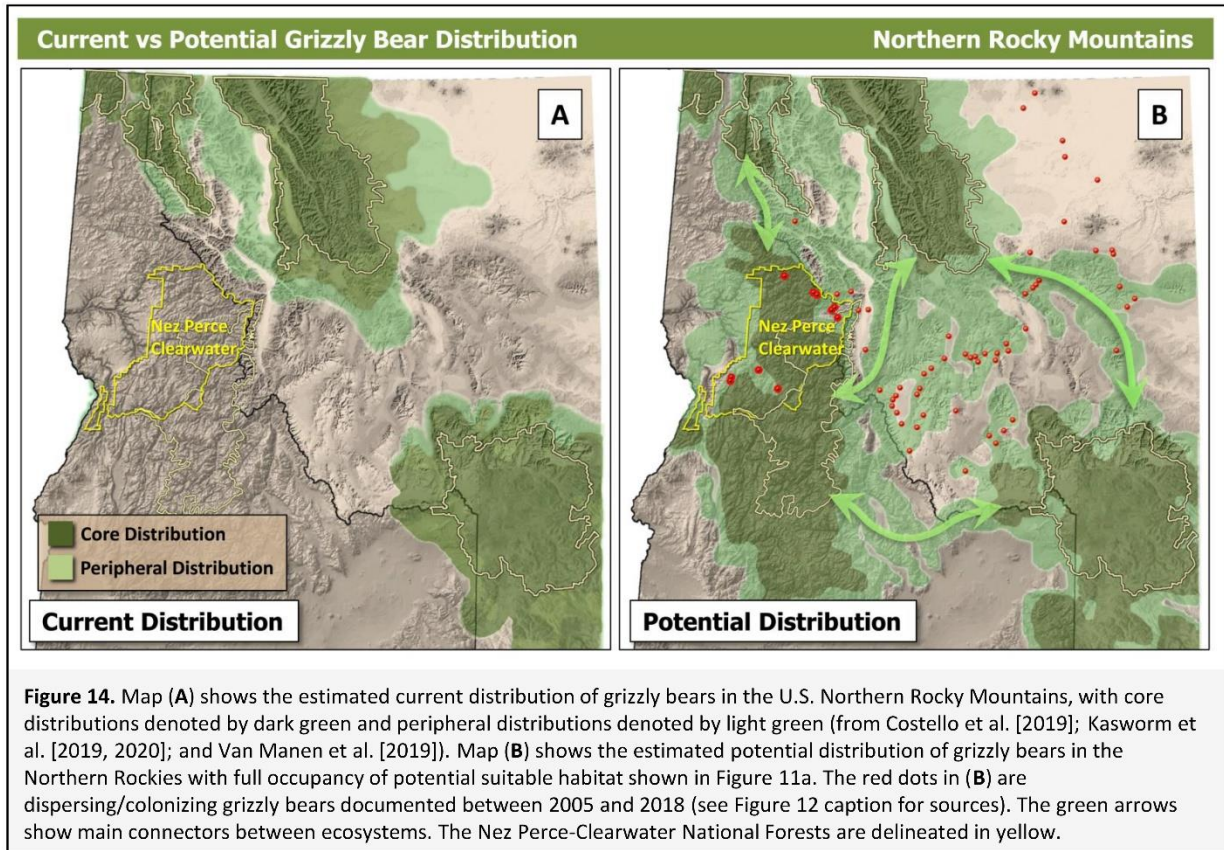 Current vs Potential Grizzly Bear Distribution
Northern Rocky Mountains
A
Nez Perce
Clearwater
Core Distribution
Peripheral Distribution
Current Distribution
B
Nez Perce
Clearwater
Potential Distribution
Figure 14. Map (A) shows the estimated current distribution of grizzly bears in the U.S. Northern Rocky Mountains, with core
distributions denoted by dark green and peripheral distributions denoted by light green (from Costello et al. [2019]; Kasworm et
al. [2019, 2020]; and Van Manen et al. [2019]). Map (B) shows the estimated potential distribution of grizzly bears in the
Northern Rockies with full occupancy of potential suitable habitat shown in Figure 11a. The red dots in (B) are
dispersing/colonizing grizzly bears documented between 2005 and 2018 (see Figure 12 caption for sources). The green arrows
show main connectors between ecosystems. The Nez Perce-Clearwater National Forests are delineated in yellow.